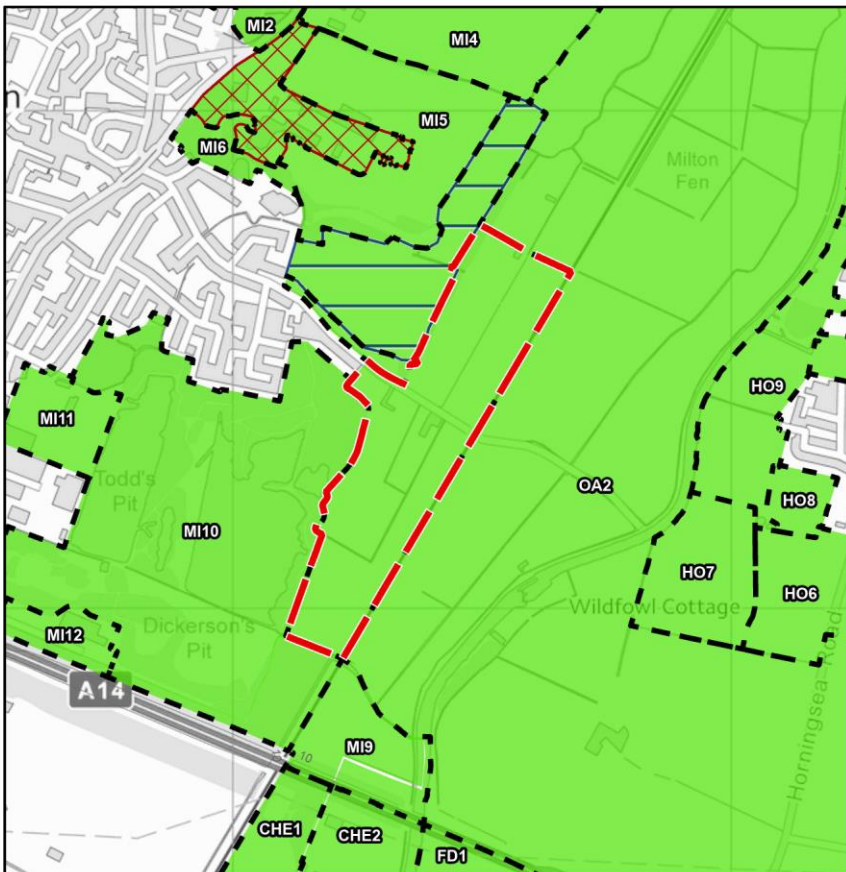 MI2
MI4
n
MI5
MI6
Milton
Fen
HO9
MI11
Todd's
Pit
OA2
HO8
MI10
HO7
HO6
Wildfowl Cottage
MI12
Dickerson's
Pit
A14
Horningsea Road
MI9
10
CHE1
CHE2
FD1